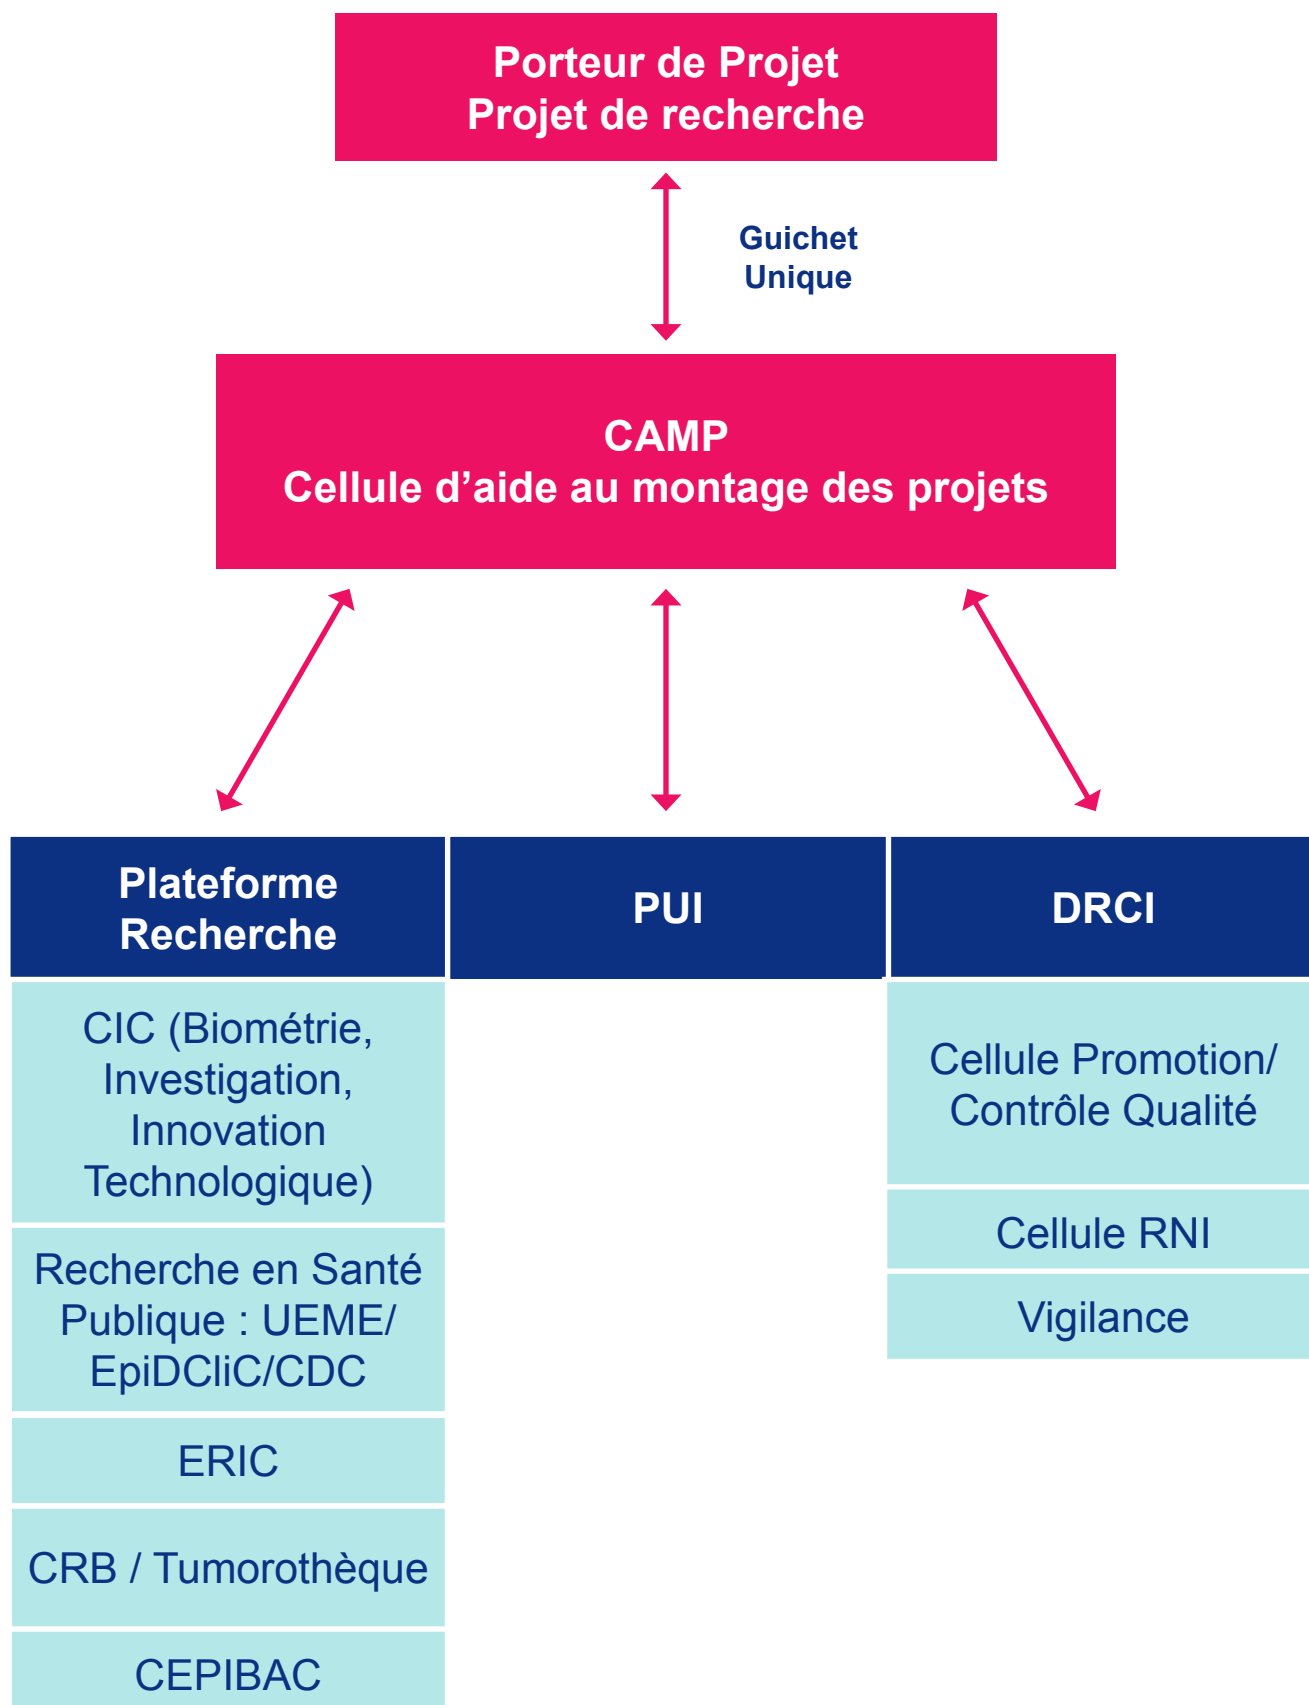 Porteur de Projet
Projet de recherche
Guichet
Unique
CAMP
Cellule d’aide au montage des projets
Plateforme
Recherche
PUI
DRCI
CIC (Biométrie,
Investigation,
Innovation
Technologique)
Recherche en Santé
Publique : UEME/
EpiDCliC/CDC
ERIC
CRB / Tumorothèque
CEPIBAC
Cellule Promotion/
Contrôle Qualité
Cellule RNI
Vigilance